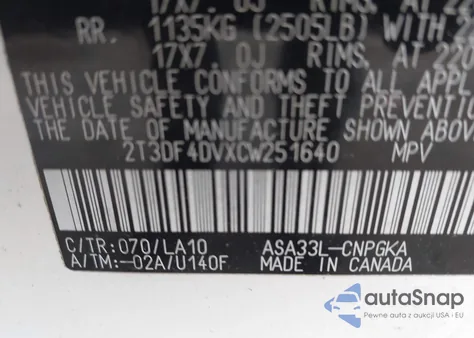 RR. 1135KG (2505LB) WITH
17X7. 0J RIMS, AT 220
THIS VEHICLE CONFORMS TO ALL APPL
VEHICLE SAFETY AND THEFT
DATE OF MANUFACTURE SHOWN ABOV
2T3DF4DVXCW251640 MPV
C/TR:070/LA10 ASA33L-CNPGKA
A/TM:-02A/U140F MADE IN CANADA
autoSnap
Pewne auta z aukcji USA - EU